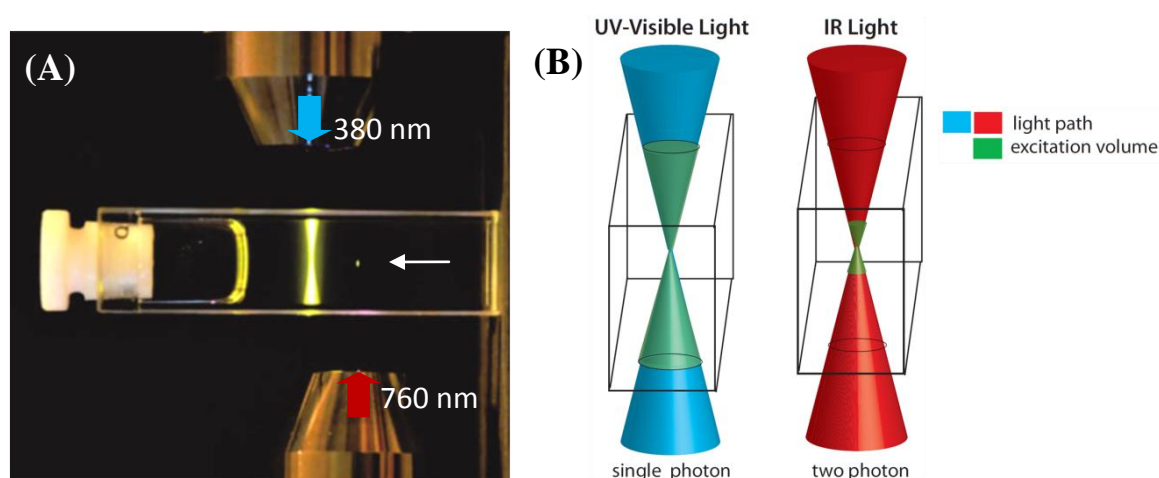 (A)
380 nm
760 nm
(B)
UV-Visible Light
IR Light
light path
excitation volume
single photon
two photon